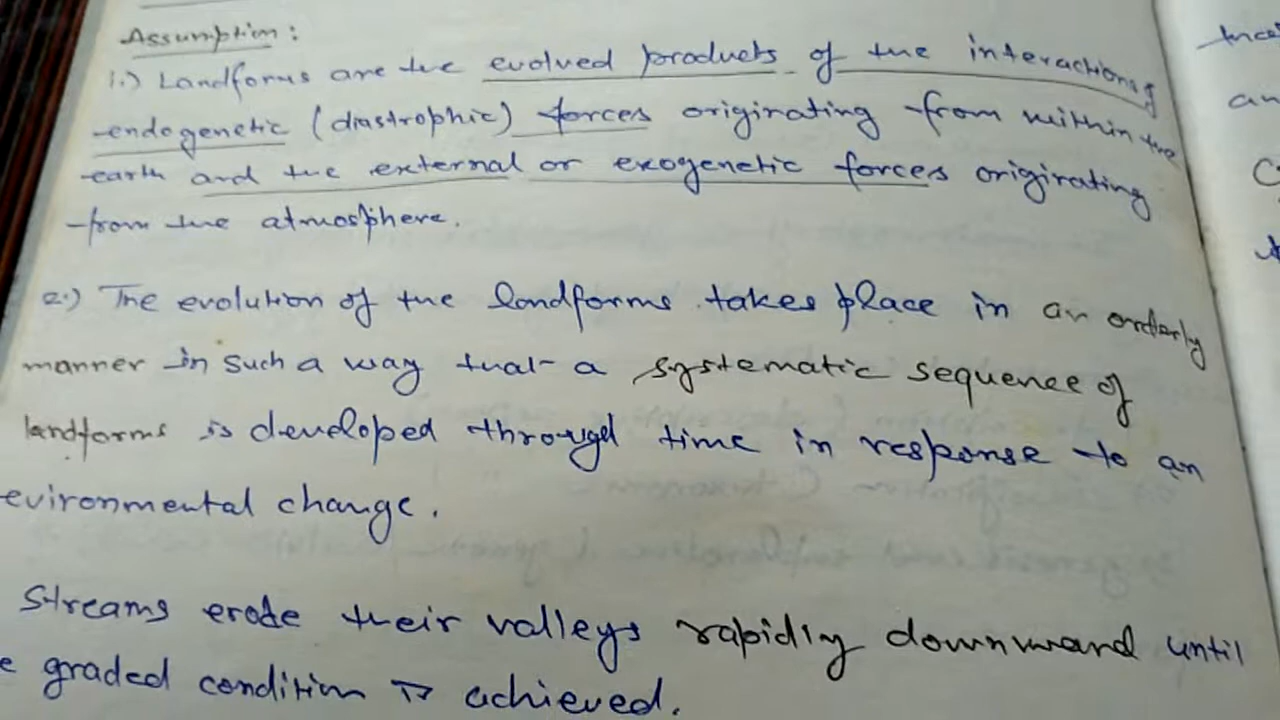 Assumption:
1.) Landforms are the evolved products of the interactions of
endogenetic (diastrophic) forces originating from within the
earth and the external or exogenetic forces originating
from the atmosphere.
2.) The evolution of the landforms takes place in an orderly
manner in such a way that a systematic sequence of
landforms is developed through time in response to an
evironmental change.
Streams erode their valleys rapidly downward until
e graded condition is achieved.
an